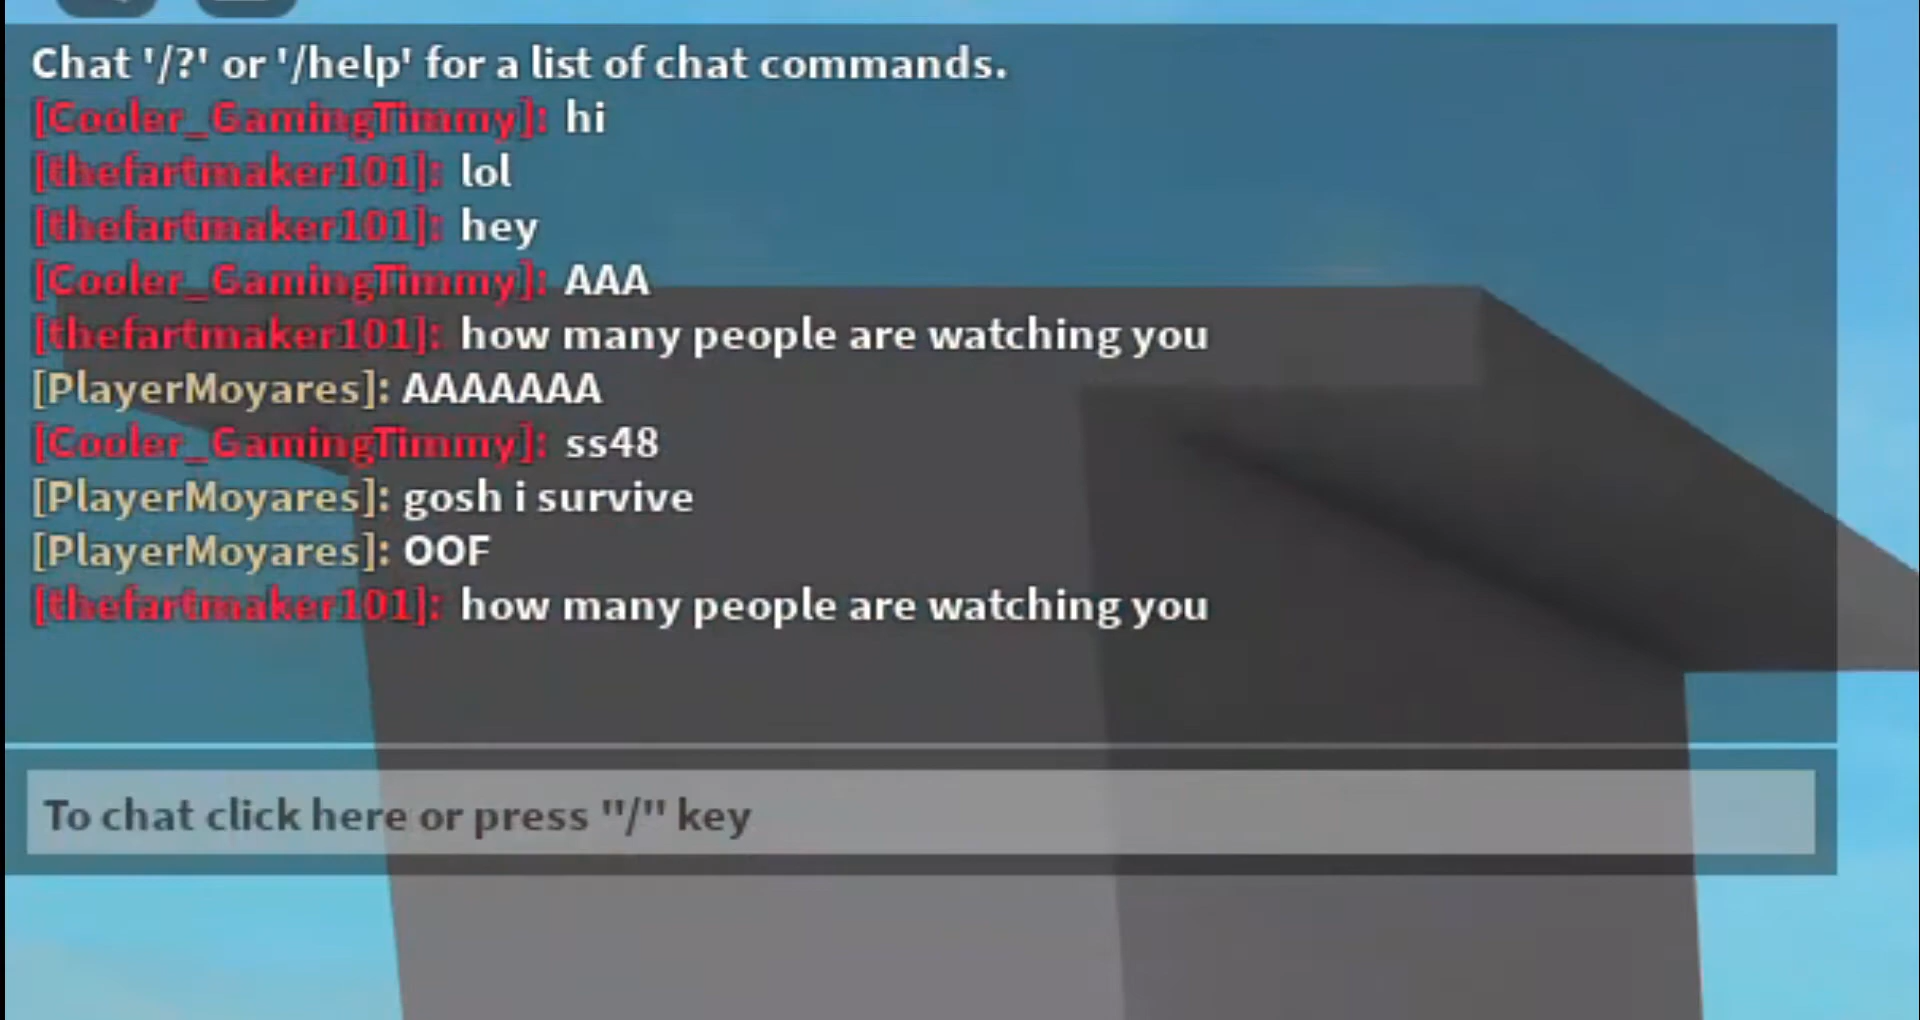 Chat '/?' or '/help' for a list of chat commands.
[Cooler_GamingTimmy]: hi
[thefartmaker101]: lol
[thefartmaker101]: hey
[Cooler_GamingTimmy]: AAA
[thefartmaker101]: how many people are watching you
[PlayerMoyares]: AAAAAAA
[Cooler_GamingTimmy]: ss48
[PlayerMoyares]: gosh i survive
[PlayerMoyares]: OOF
[thefartmaker101]: how many people are watching you
To chat click here or press "/" key